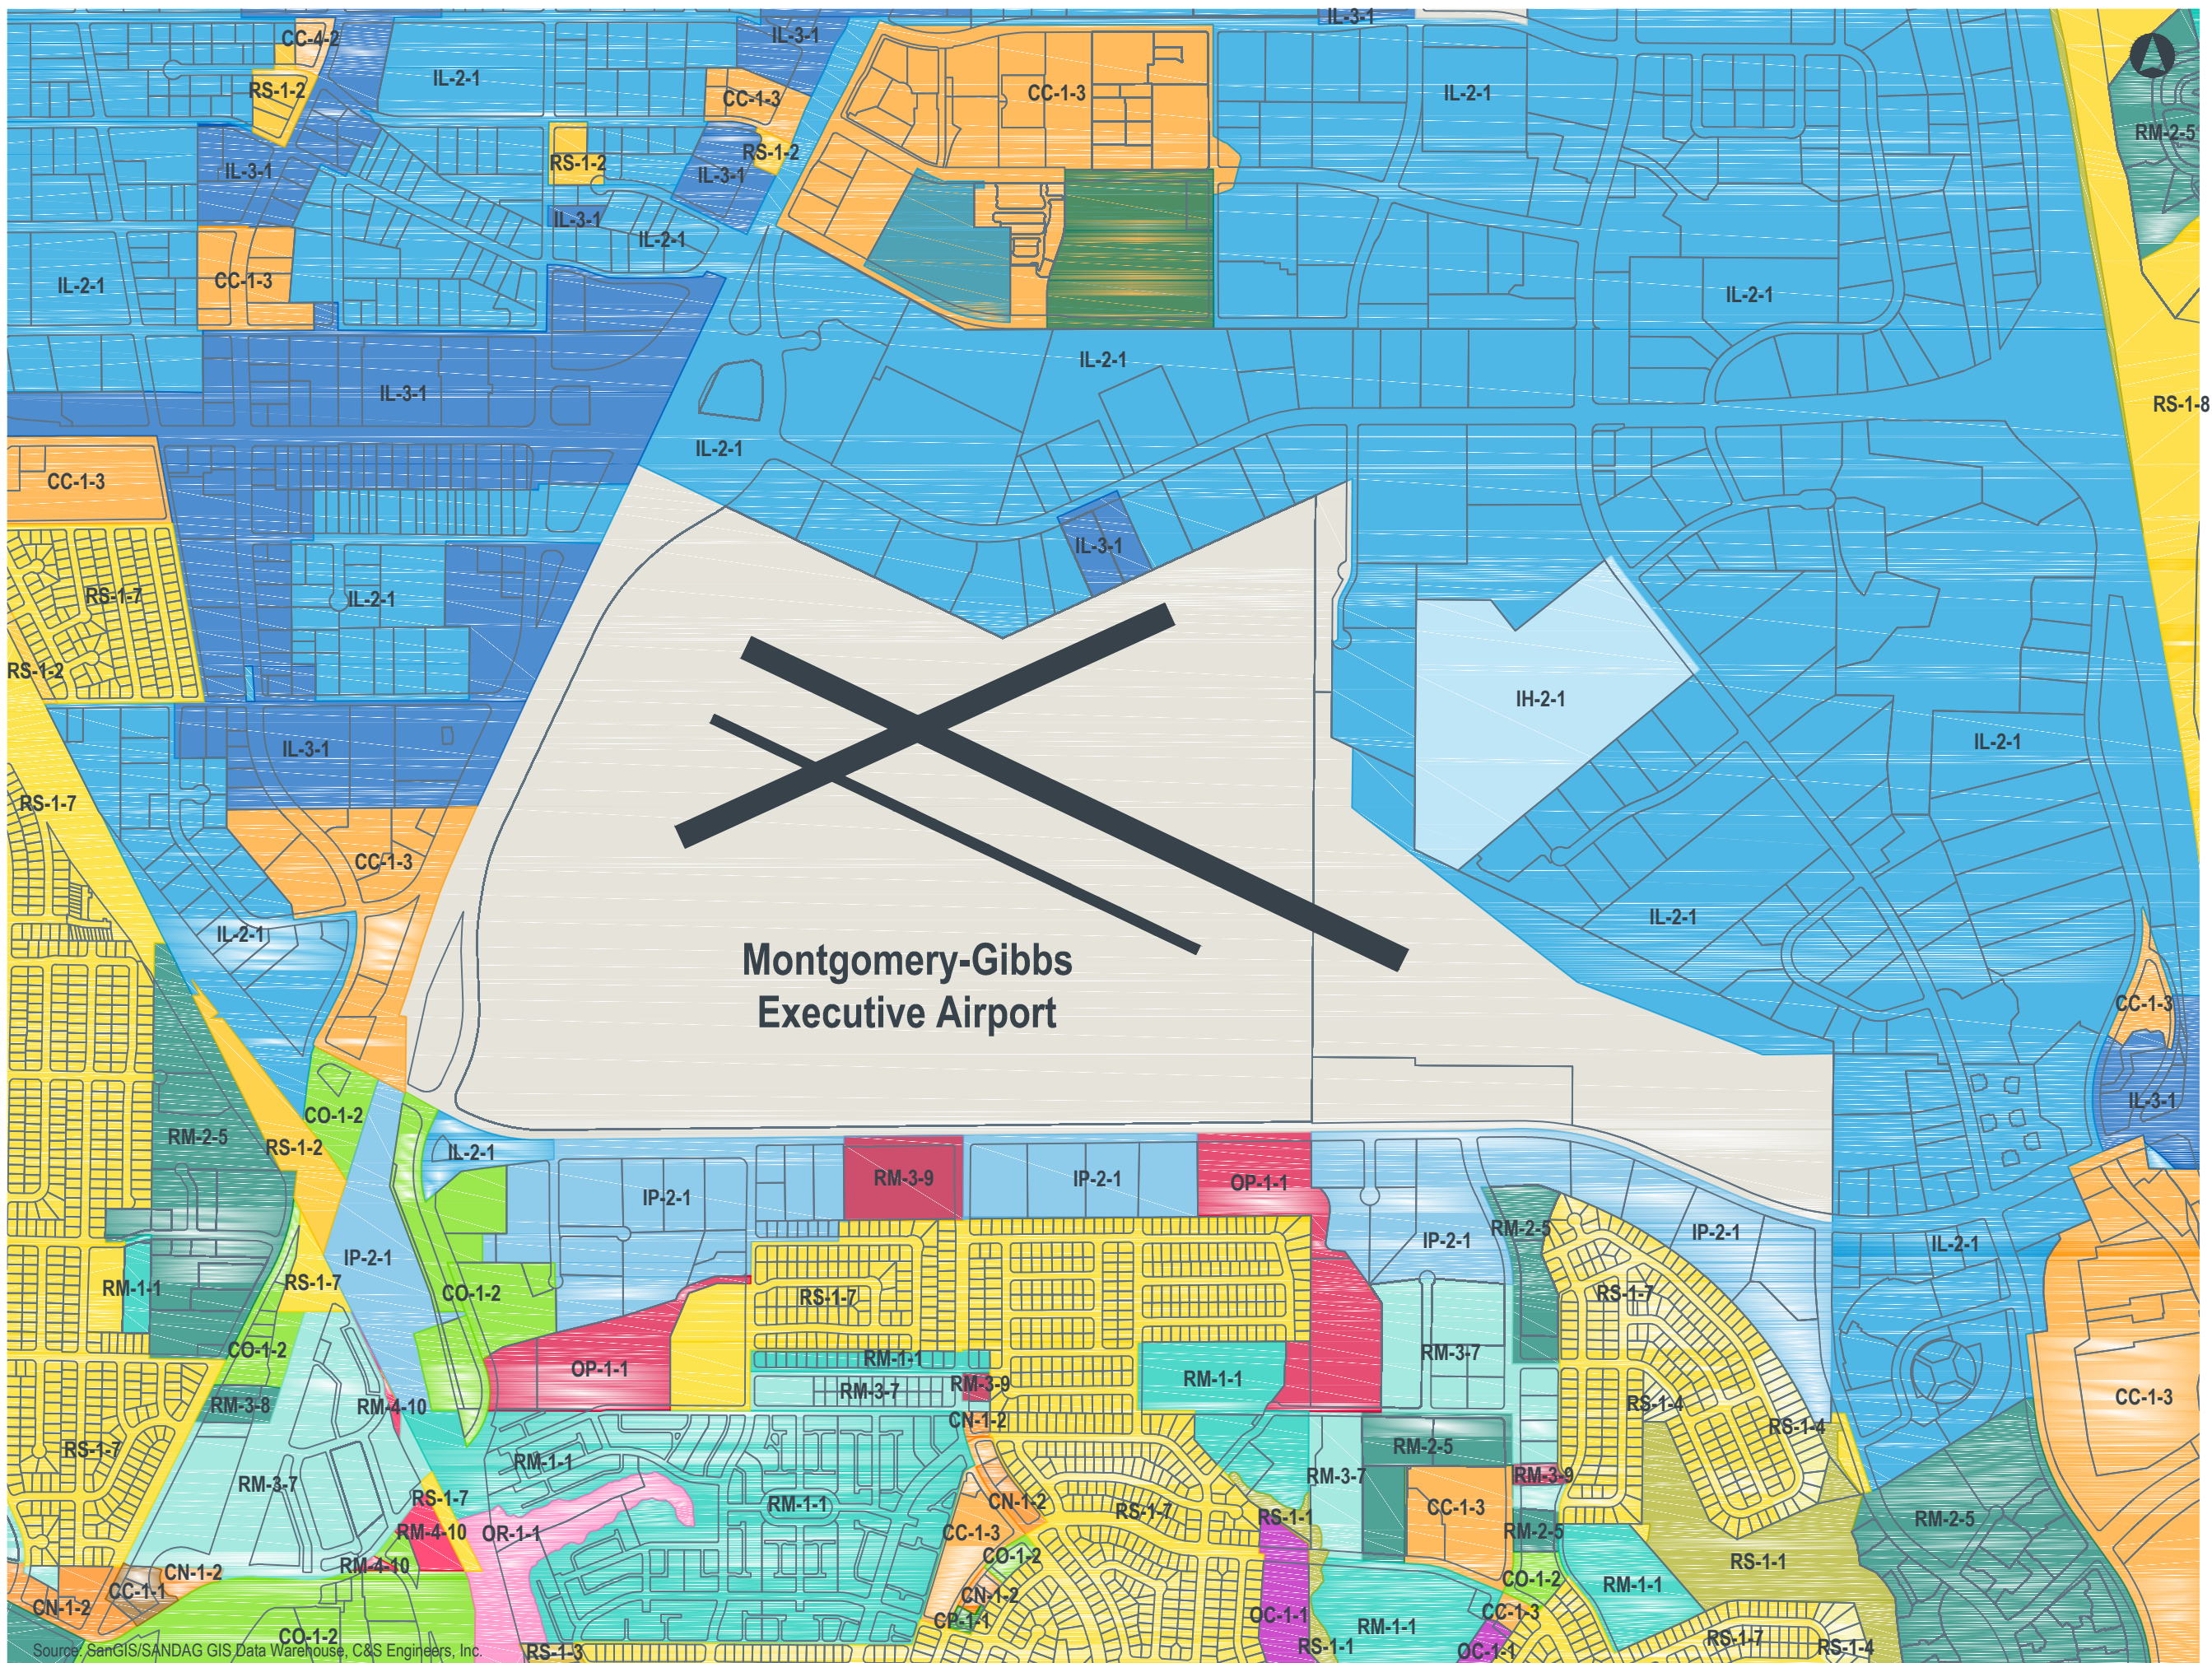 IL-3-1
CC-4-2
IL-3-1
IL-2-1
RS-1-2
CC-1-3
CC-1-3
IL-2-1
RM-2-5
RS-1-2
RS-1-2
IL-3-1
IL-3-1
IL-3-1
IL-2-1
IL-2-1
CC-1-3
IL-2-1
IL-2-1
IL-3-1
RS-1-8
IL-2-1
CC-1-3
IL-3-1
RS-1-7
IL-2-1
RS-1-2
IH-2-1
IL-3-1
IL-2-1
RS-1-7
CC-1-3
IL-2-1
IL-2-1
Montgomery-Gibbs
Executive Airport
CC-1-3
CO-1-2
IL-3-1
RM-2-5
RS-1-2
IL-2-1
RM-3-9
IP-2-1
OP-1-1
IP-2-1
RM-2-5
IP-2-1
IP-2-1
IL-2-1
IP-2-1
RM-1-1
RS-1-7
CO-1-2
RS-1-7
RS-1-7
CO-1-2
RM-1-1
RM-3-7
OP-1-1
RM-1-1
RM-3-7
RM-3-9
RM-3-8
RM-4-10
RS-1-4
CC-1-3
CN-1-2
RS-1-4
RS-1-7
RM-2-5
RM-1-1
RM-3-7
RM-3-7
RM-3-9
RS-1-7
RM-1-1
CN-1-2
RS-1-7
CC-1-3
RS-1-1
RM-2-5
RM-4-10
OR-1-1
CC-1-3
RM-2-5
CO-1-2
RS-1-1
RM-4-10
CN-1-2
CC-1-1
CO-1-2
RM-1-1
CN-1-2
CN-1-2
CP-1-1
OC-1-1
CC-1-3
RM-1-1
CO-1-2
RS-1-7
RS-1-1
RS-1-4
OC-1-1
RS-1-3
Source: SanGIS/SANDAG GIS Data Warehouse, C&S Engineers, Inc.